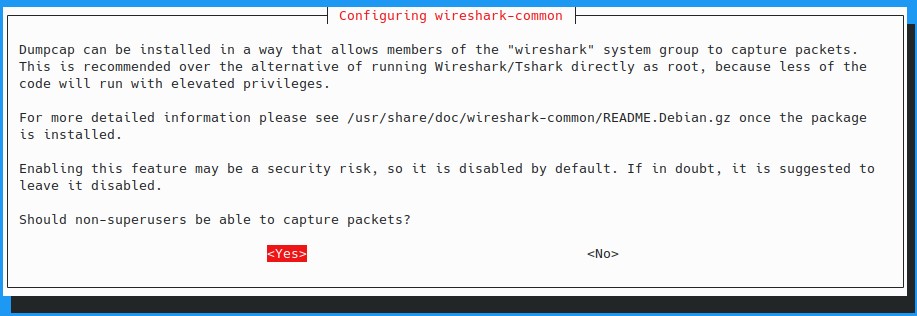 Configuring wireshark-common
Dumpcap can be installed in a way that allows members of the "wireshark" system group to capture packets.
This is recommended over the alternative of running Wireshark/Tshark directly as root, because less of the
code will run with elevated privileges.
For more detailed information please see /usr/share/doc/wireshark-common/README.Debian.gz once the package
is installed.
Enabling this feature may be a security risk, so it is disabled by default. If in doubt, it is suggested to
leave it disabled.
Should non-superusers be able to capture packets?
<Yes> <No>